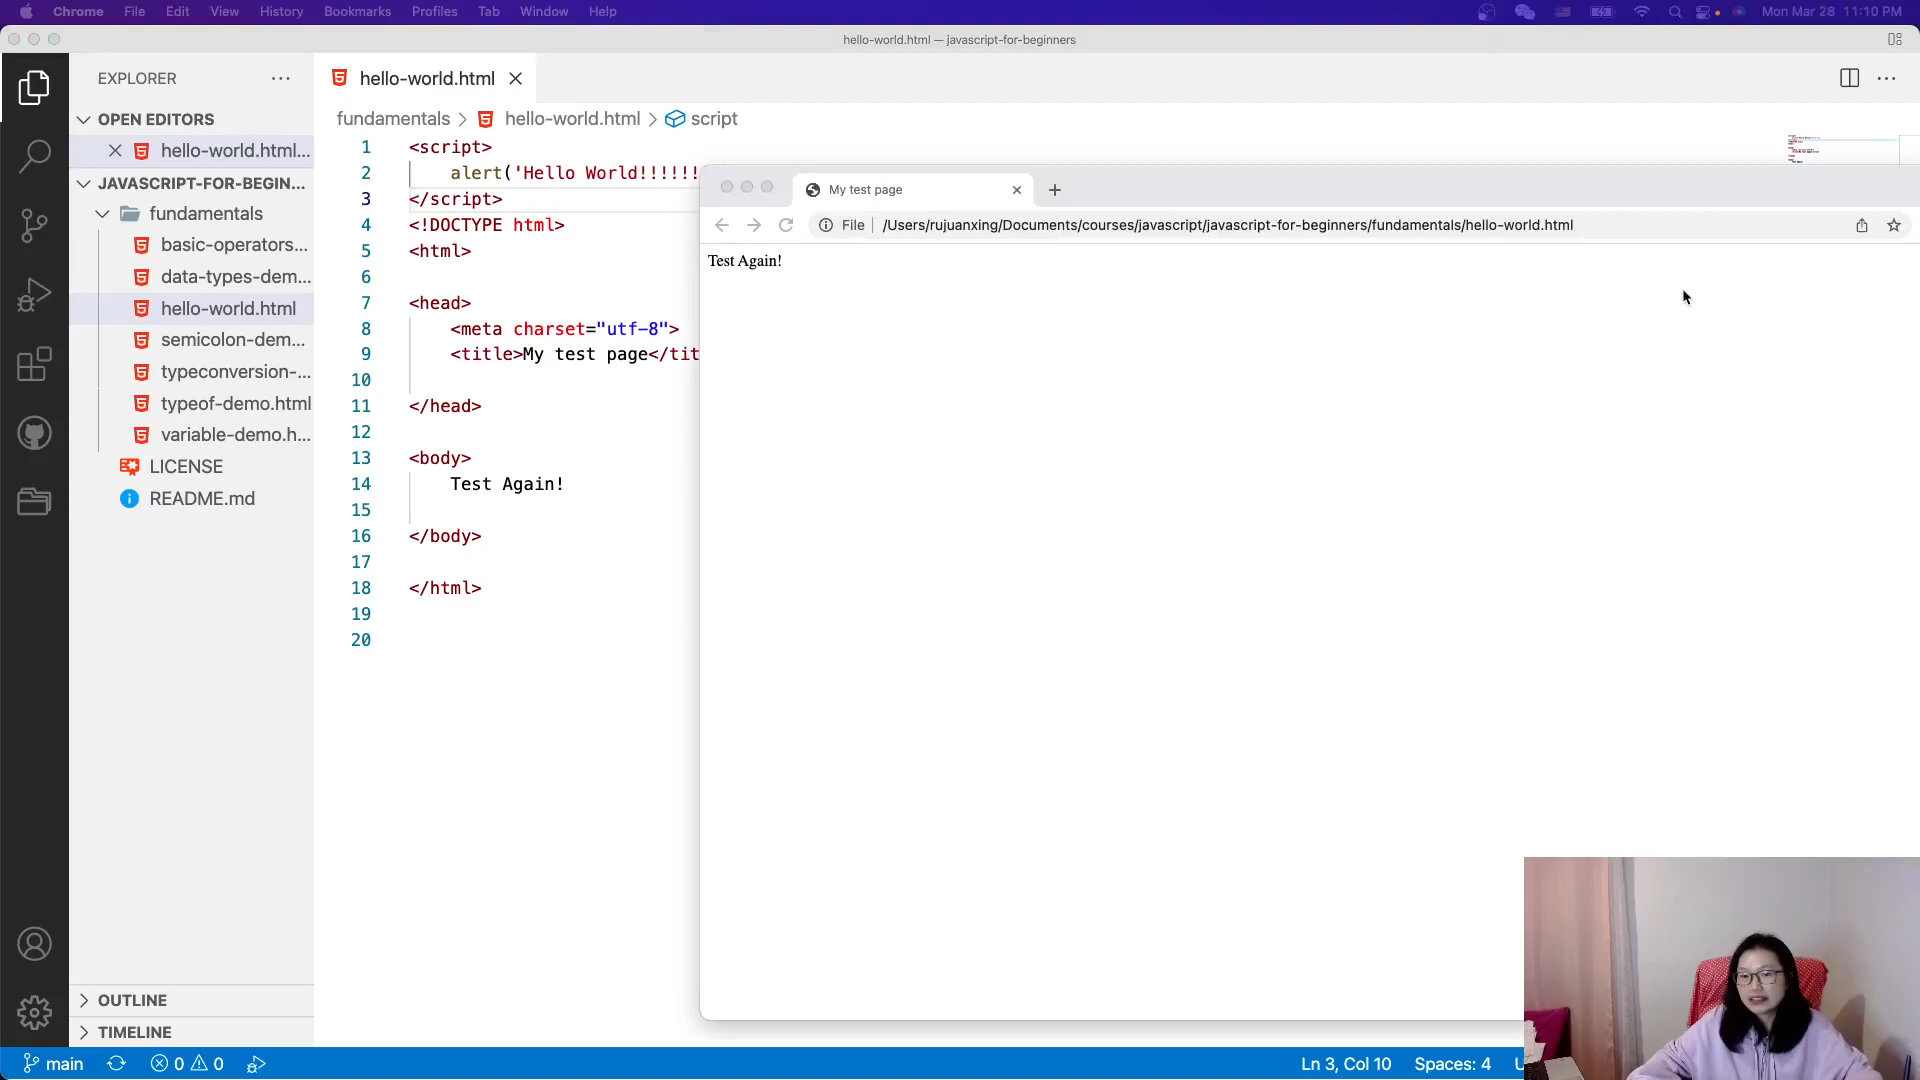 Chrome File Edit View History Bookmarks Profiles Tab Window Help Mon Mar 28 11:10 PM
hello-world.html — javascript-for-beginners
EXPLORER
OPEN EDITORS
hello-world.html...
JAVASCRIPT-FOR-BEGIN...
fundamentals
basic-operators...
data-types-dem...
hello-world.html
semicolon-dem...
typeconversion-...
typeof-demo.html
variable-demo.h...
LICENSE
README.md
OUTLINE
TIMELINE
hello-world.html
fundamentals > hello-world.html > script
1 <script>
2 alert('Hello World!!!!!!
3 </script>
4 <!DOCTYPE html>
5 <html>
6
7 <head>
8 <meta charset="utf-8">
9 <title>My test page</tit
10
11 </head>
12
13 <body>
14 Test Again!
15
16 </body>
17
18 </html>
19
20
My test page
File /Users/rujuanxing/Documents/courses/javascript/javascript-for-beginners/fundamentals/hello-world.html
Test Again!
main 0 0 Ln 3, Col 10 Spaces: 4